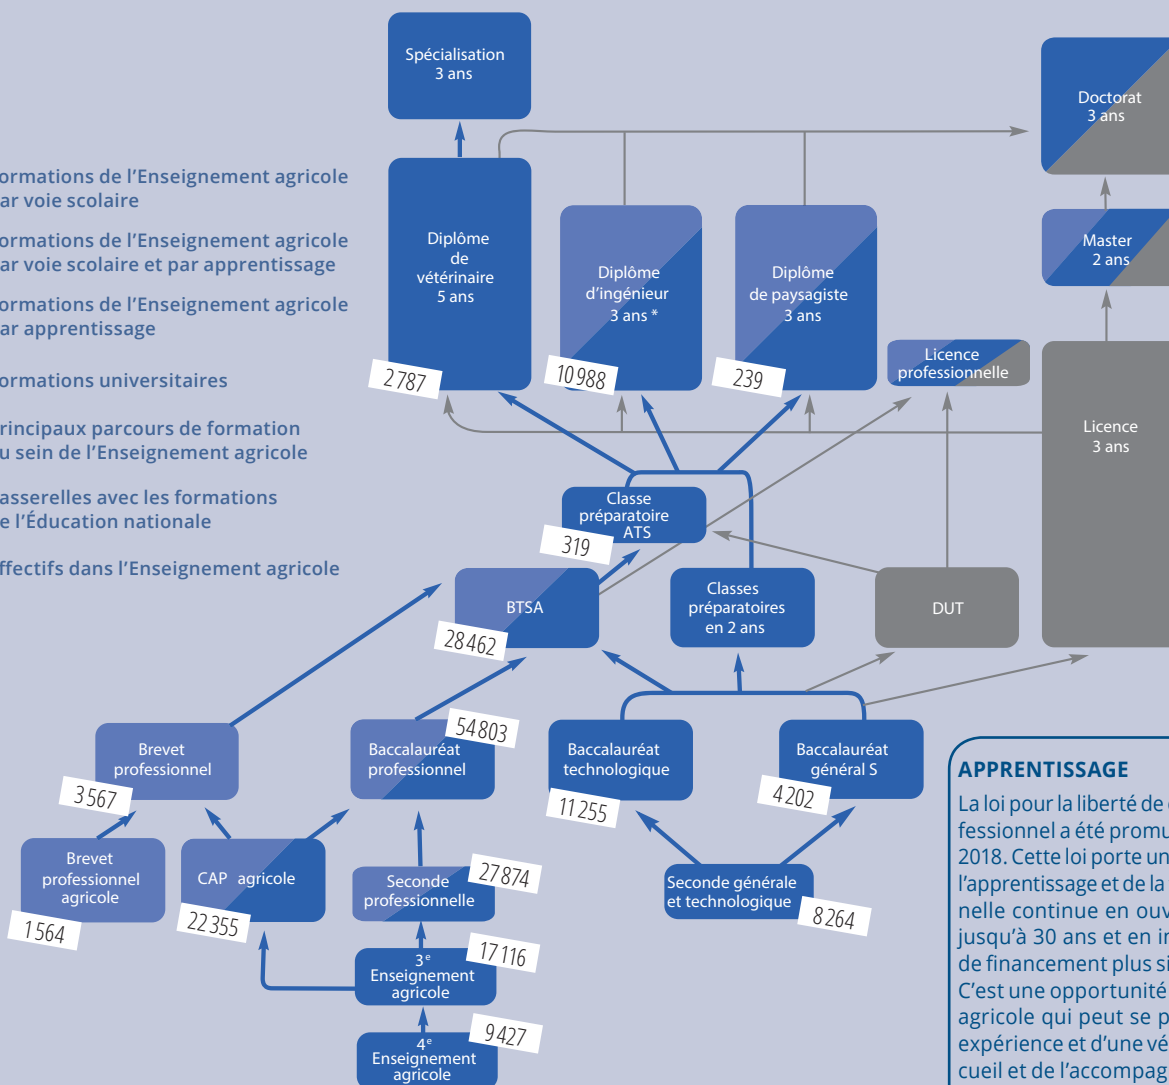 Spécialisation
3 ans
Doctorat
3 ans
ormations de l’Enseignement agricole
ar voie scolaire
ormations de l’Enseignement agricole
ar voie scolaire et par apprentissage
ormations de l’Enseignement agricole
ar apprentissage
ormations universitaires
rincipaux parcours de formation
u sein de l’Enseignement agricole
asserelles avec les formations
e l’Éducation nationale
ffectifs dans l’Enseignement agricole
Diplôme
de
vétérinaire
5 ans
2 787
Diplôme
d’ingénieur
3 ans *
10 988
Diplôme
de paysagiste
3 ans
239
Master
2 ans
Licence
professionnelle
Licence
3 ans
Classe
préparatoire
ATS
319
BTSA
28 462
Classes
préparatoires
en 2 ans
DUT
Brevet
professionnel
3 567
Baccalauréat
professionnel
54 803
Baccalauréat
technologique
11 255
Baccalauréat
général S
4 202
Brevet
professionnel
agricole
1 564
CAP agricole
22 355
Seconde
professionnelle
27 874
Seconde générale
et technologique
8 264
3e
Enseignement
agricole
17 116
4e
Enseignement
agricole
9 427
APPRENTISSAGE
La loi pour la liberté de
fessionnel a été promu
2018. Cette loi porte un
l’apprentissage et de la
nelle continue en ouv
jusqu’à 30 ans et en in
de financement plus si
C’est une opportunité
agricole qui peut se p
expérience et d’une vé
cueil et de l’accompag